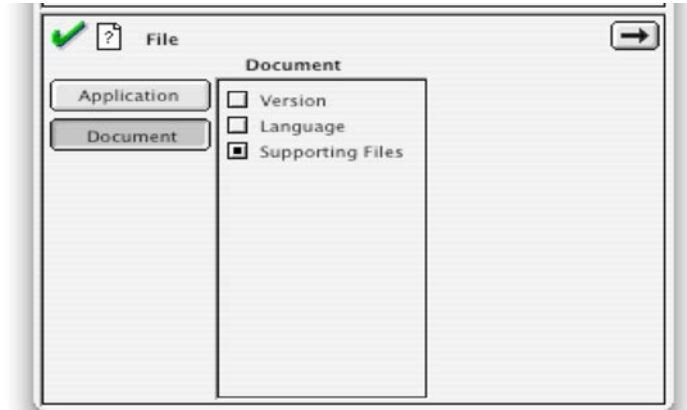 ? File
Document
Application
Document
Version
Language
Supporting Files